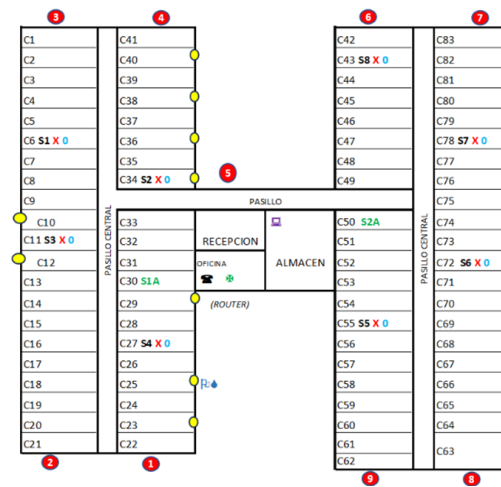 3
4
6
7
C1
C2
C3
C4
C5
C6 S1 X 0
C7
C8
C9
C10
C11 S3 X 0
C12
C13
C14
C15
C16
C17
C18
C19
C20
C21
2
PASILLO CENTRAL
C41
C40
C39
C38
C37
C36
C35
C34 S2 X 0
5
PASILLO
C33
C32
C31
C30 S1A
C29
C28
C27 S4 X 0
C26
C25
C24
C23
C22
1
RECEPCION
OFICINA
ALMACEN
(ROUTER)
C42
C43 S8 X 0
C44
C45
C46
C47
C48
C49
C50 S2A
C51
C52
C53
C54
C55 S5 X 0
C56
C57
C58
C59
C60
C61
C62
9
PASILLO CENTRAL
C83
C82
C81
C80
C79
C78 S7 X 0
C77
C76
C75
C74
C73
C72 S6 X 0
C71
C70
C69
C68
C67
C66
C65
C64
C63
8